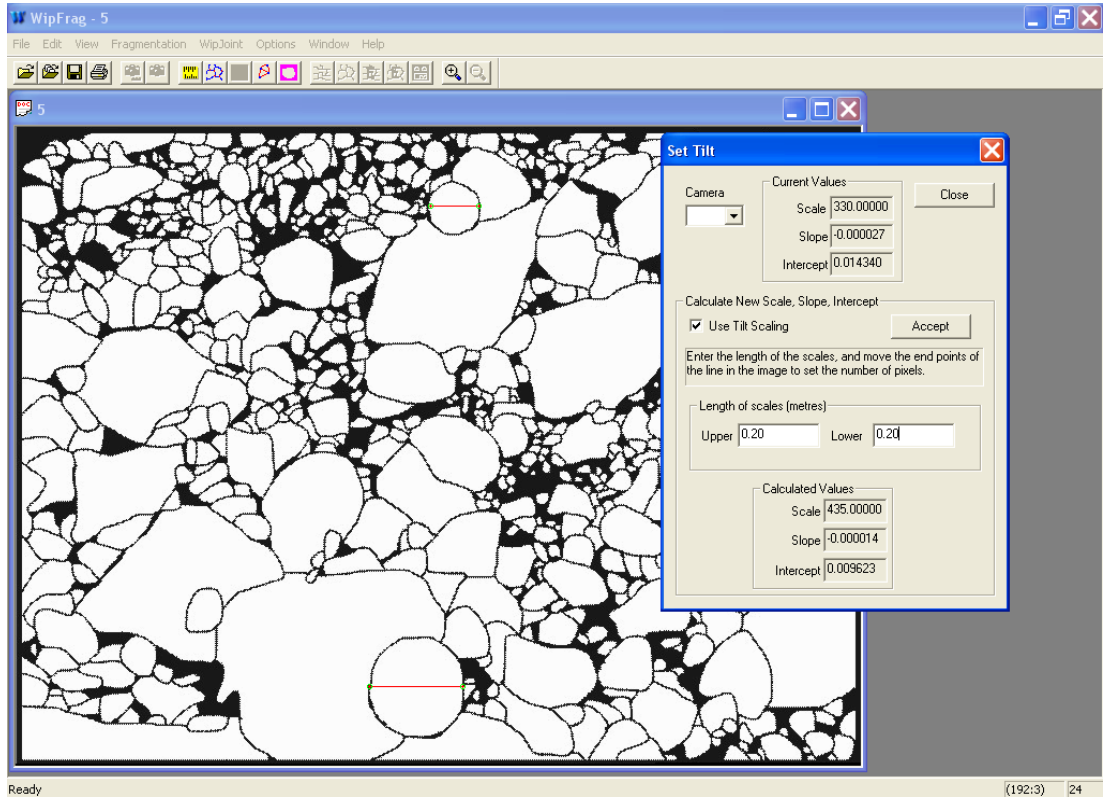 WipFrag - 5
File Edit View Fragmentation WipJoint Options Window Help
DOC 5
Set Tilt
Camera
Current Values
Scale 330.00000
Slope -0.000027
Intercept 0.014340
Close
Calculate New Scale, Slope, Intercept
Use Tilt Scaling
Accept
Enter the length of the scales, and move the end points of
the line in the image to set the number of pixels.
Length of scales (metres)
Upper 0.20 Lower 0.20
Calculated Values
Scale 435.00000
Slope -0.000014
Intercept 0.009623
Ready (192:3) 24